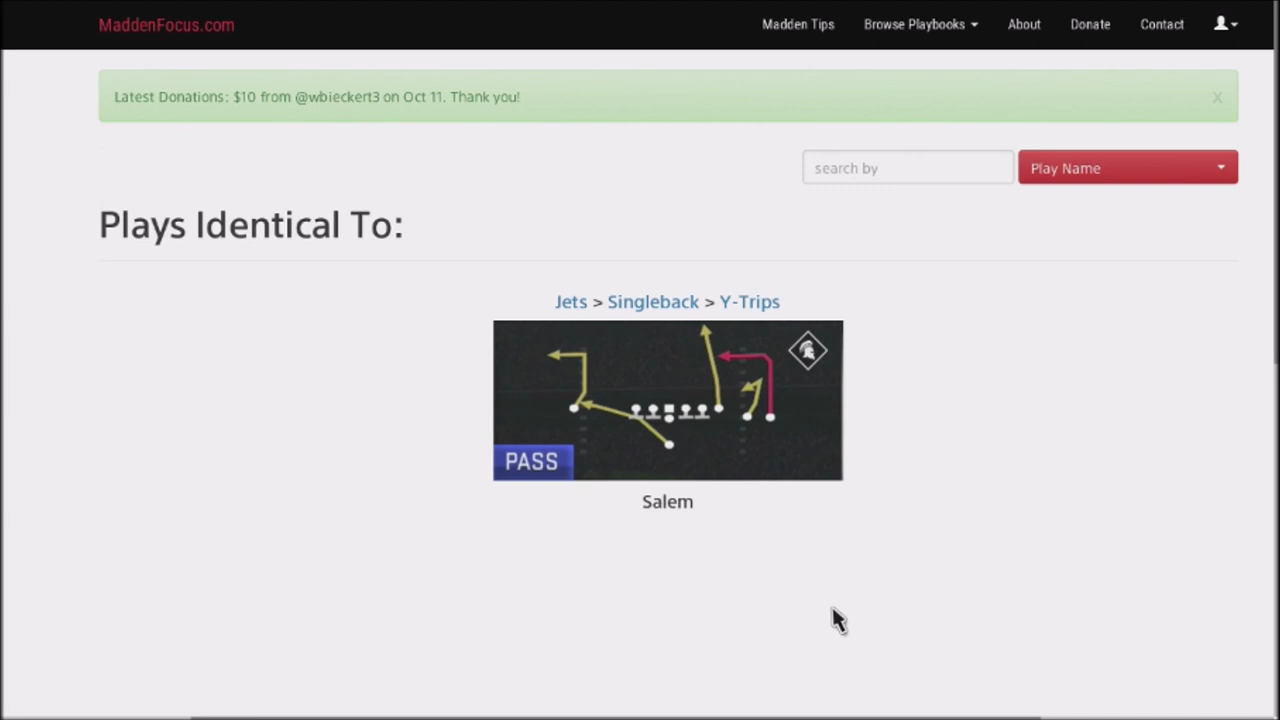 MaddenFocus.com Madden Tips Browse Playbooks About Donate Contact
Latest Donations: $10 from @wbieckert3 on Oct 11. Thank you! X
search by Play Name
Plays Identical To:
Jets > Singleback > Y-Trips
PASS
Salem